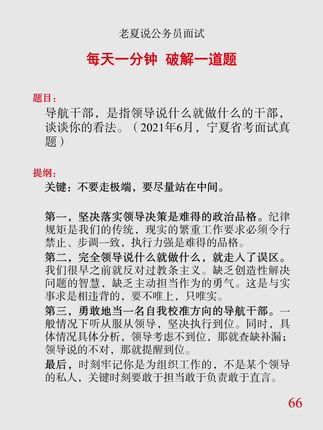 老夏说公务员面试
每天一分钟 破解一道题
题目：
导航干部，是指领导说什么就做什么的干部，
谈谈你的看法。（2021年6月，宁夏省考面试真
题）
提纲：
关键：不要走极端，要尽量站在中间。
第一，坚决落实领导决策是难得的政治品格。纪律
规矩是我们的传统，现实的繁重工作要求必须令行
禁止、步调一致，执行力强是难得的品格。
第二，完全领导说什么就做什么，就走入了误区。
我们很早之前就反对过教条主义。缺乏创造性解决
问题的智慧，缺乏主动担当作为的勇气。这是与实
事求是相违背的，要不唯上，只唯实。
第三，勇敢地当一名自我校准方向的导航干部。一
般情况下听从服从领导，坚决执行到位。同时，具
体情况具体分析，领导考虑不到位，那就查缺补漏；
领导说的不对，那就提醒到位。
最后，时刻牢记你是为组织工作的，不是某个领导
的私人，关键时刻要敢于担当敢于负责敢于直言。
66